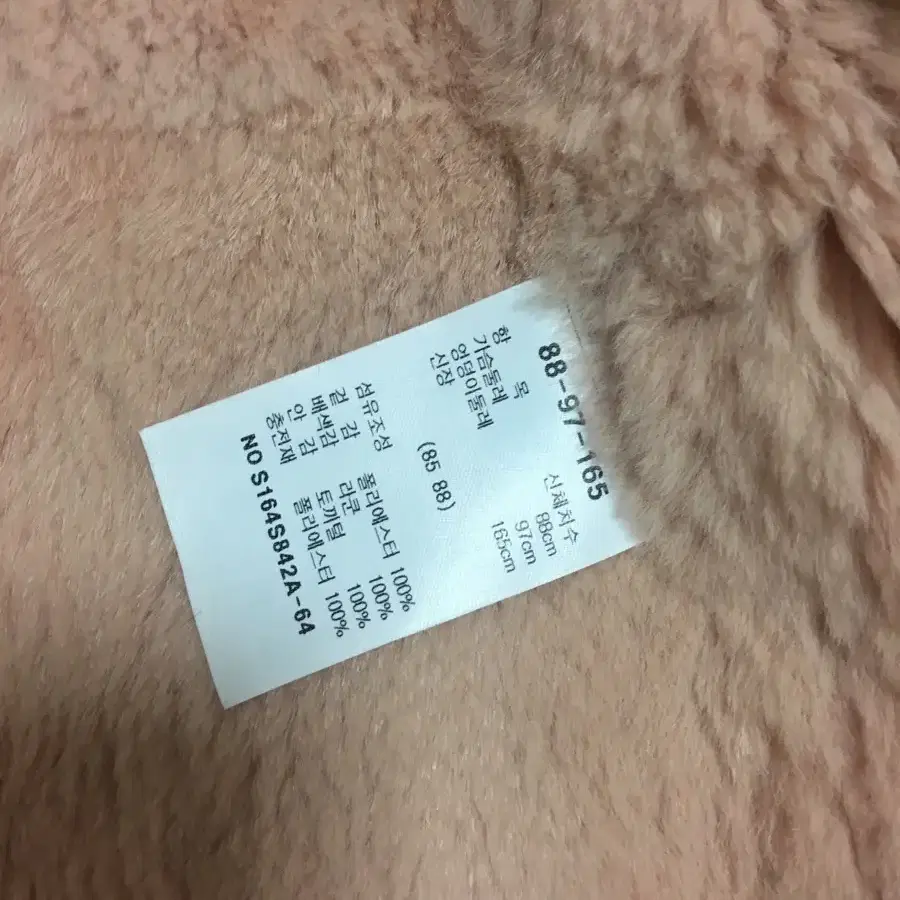 88-97-165
항 목 신체치수
가슴둘레 88cm
엉덩이둘레 97cm
신장 165cm
(85 88)
섬유조성
겉 감 폴리에스터 100%
배색감 라쿤 100%
안 감 토끼털 100%
충전재 폴리에스터 100%
NO S164S842A-64